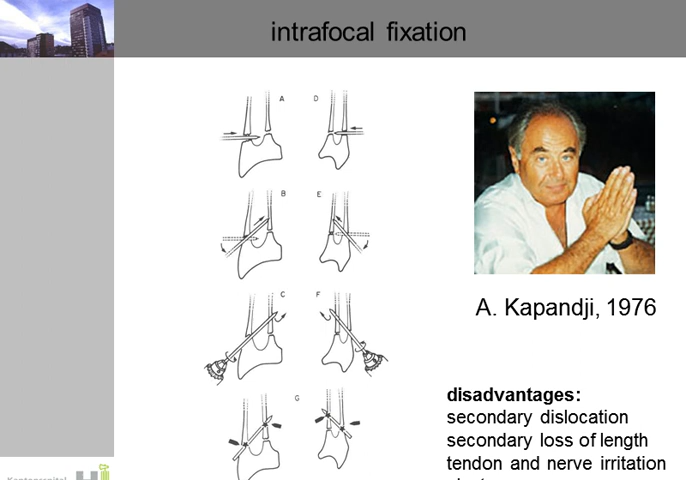 intrafocal fixation
A
D
B
E
C
F
G
A. Kapandji, 1976
disadvantages:
secondary dislocation
secondary loss of length
tendon and nerve irritation